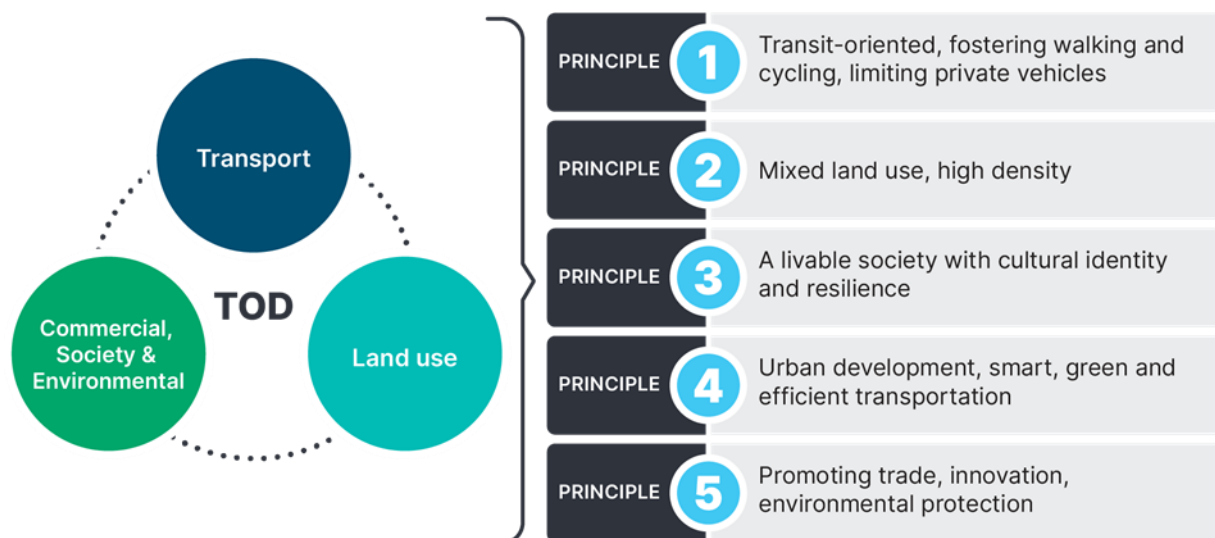 Transport
Commercial,
Society &
Environmental
TOD
Land use
PRINCIPLE 1
Transit-oriented, fostering walking and
cycling, limiting private vehicles
PRINCIPLE 2
Mixed land use, high density
PRINCIPLE 3
A livable society with cultural identity
and resilience
PRINCIPLE 4
Urban development, smart, green and
efficient transportation
PRINCIPLE 5
Promoting trade, innovation,
environmental protection